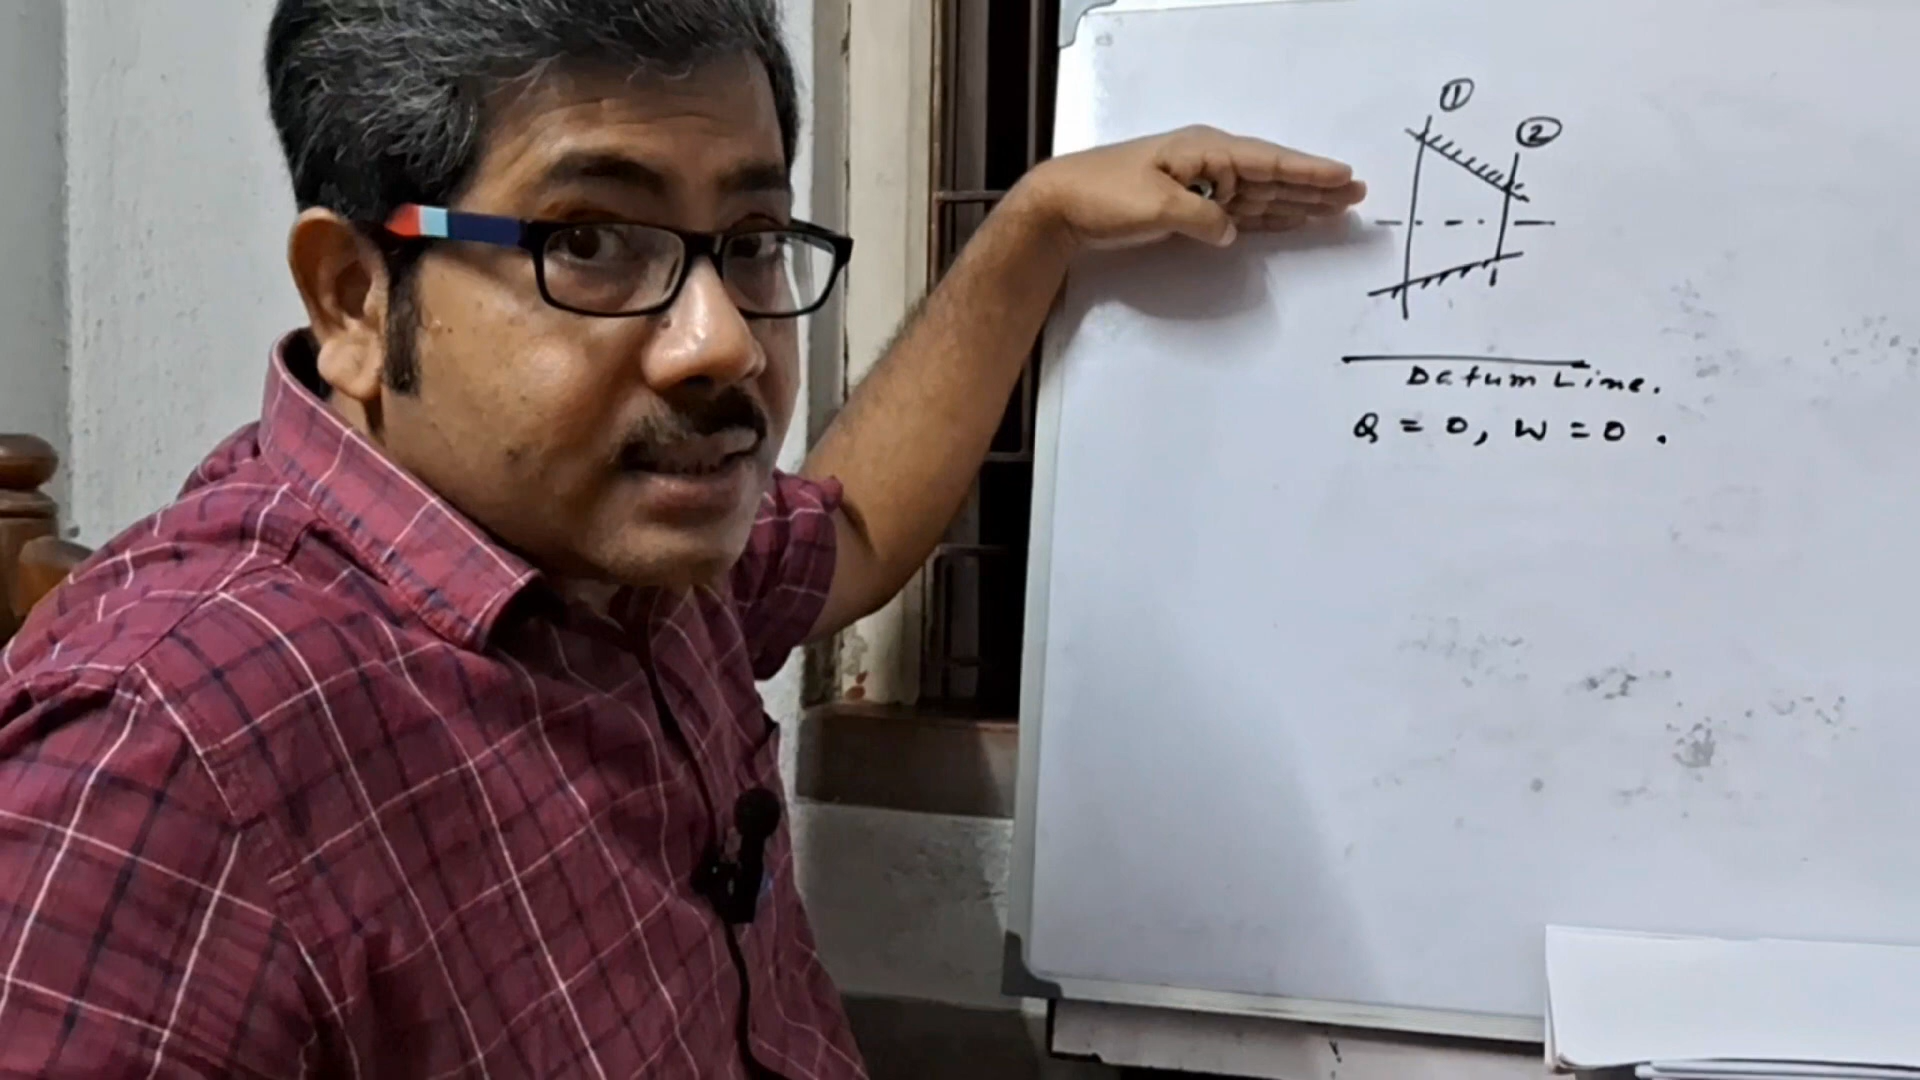 ①
②
Datum Line.
Q = 0, W = 0.